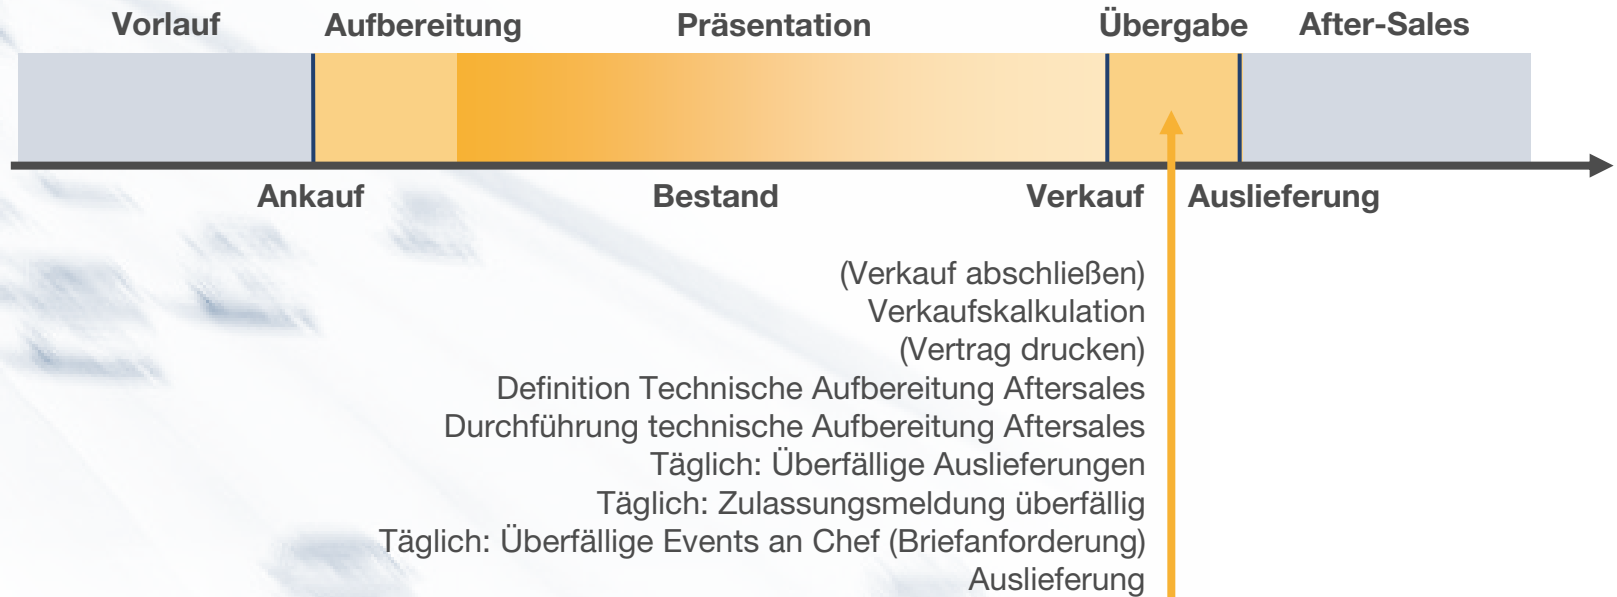 Vorlauf Aufbereitung Präsentation Übergabe After-Sales
Ankauf Bestand Verkauf Auslieferung
(Verkauf abschließen)
Verkaufskalkulation
(Vertrag drucken)
Definition Technische Aufbereitung Aftersales
Durchführung technische Aufbereitung Aftersales
Täglich: Überfällige Auslieferungen
Täglich: Zulassungsmeldung überfällig
Täglich: Überfällige Events an Chef (Briefanforderung)
Auslieferung